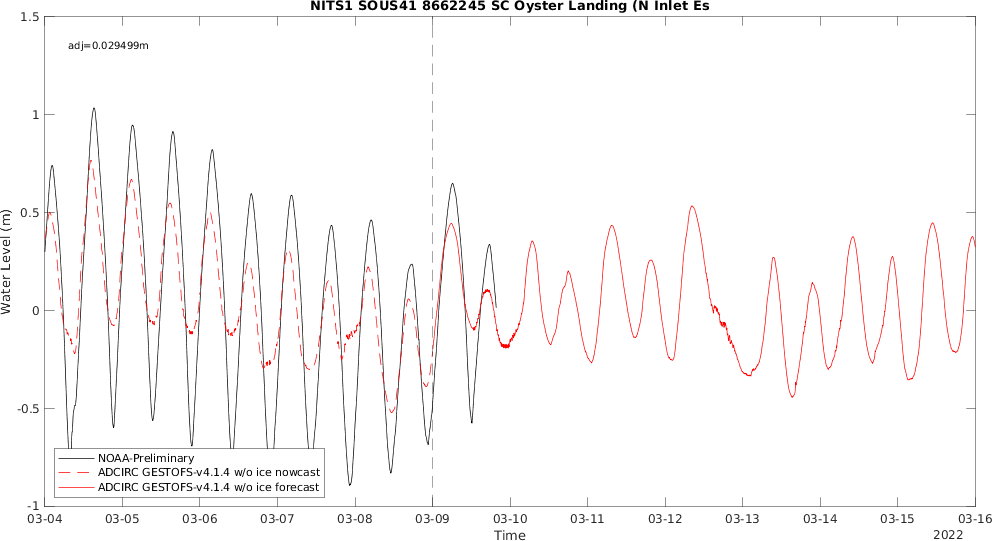 NITS1 SOUS41 8662245 SC Oyster Landing (N Inlet Es
adj=0.029499m
1.5
1
0.5
0
-0.5
-1
Water Level (m)
NOAA-Preliminary
ADCIRC GESTOFS-v4.1.4 w/o ice nowcast
ADCIRC GESTOFS-v4.1.4 w/o ice forecast
03-04 03-05 03-06 03-07 03-08 03-09 03-10 03-11 03-12 03-13 03-14 03-15 03-16
Time
2022